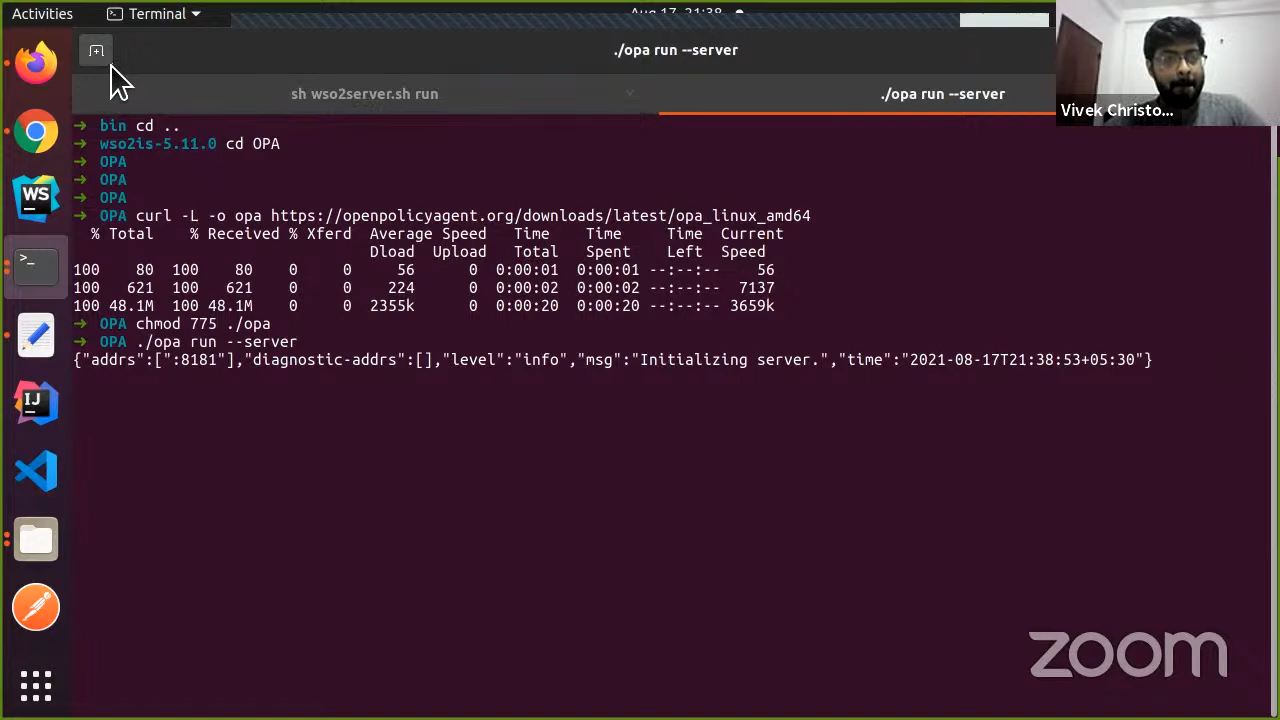 Activities
Terminal
Aug 17 21:38
./opa run --server
sh wso2server.sh run
./opa run --server
Vivek Christo...
→ bin cd ..
→ wso2is-5.11.0 cd OPA
→ OPA
→ OPA
→ OPA
→ OPA curl -L -o opa https://openpolicyagent.org/downloads/latest/opa_linux_amd64
% Total % Received % Xferd Average Speed Time Time Time Current
Dload Upload Total Spent Left Speed
100 80 100 80 0 0 56 0 0:00:01 0:00:01 --:--:-- 56
100 621 100 621 0 0 224 0 0:00:02 0:00:02 --:--:-- 7137
100 48.1M 100 48.1M 0 0 2355k 0 0:00:20 0:00:20 --:--:-- 3659k
→ OPA chmod 775 ./opa
→ OPA ./opa run --server
{"addrs":[":8181"],"diagnostic-addrs":[],"level":"info","msg":"Initializing server.","time":"2021-08-17T21:38:53+05:30"}
WS
>_
IJ
zoom